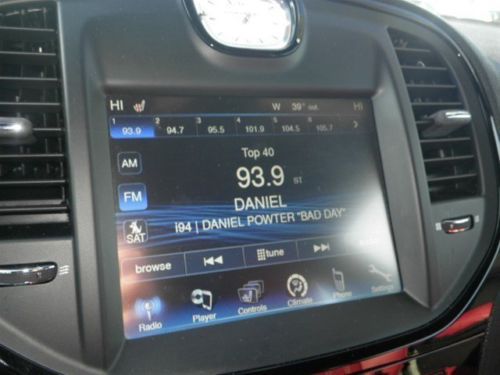 HI W 39° out. HI
1 2 3 4 5 6
93.9 94.7 95.5 101.9 104.5 105.7 >
AM
Top 40
FM
93.9 ST
DANIEL
SAT
i94 | DANIEL POWTER "BAD DAY"
browse tune
Radio Player Controls Climate Phone Settings